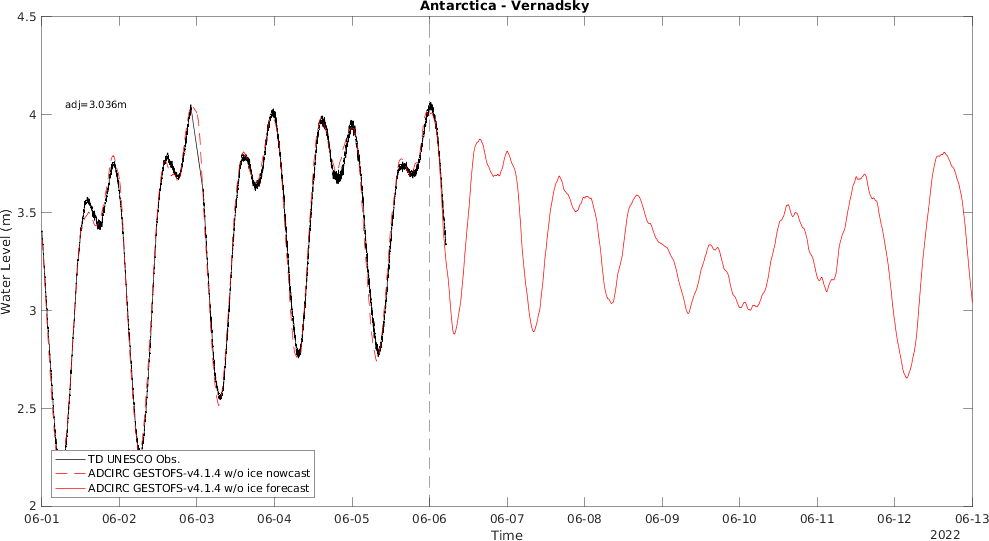 Antarctica - Vernadsky
4.5
4
3.5
3
2.5
2
Water Level (m)
adj=3.036m
TD UNESCO Obs.
ADCIRC GESTOFS-v4.1.4 w/o ice nowcast
ADCIRC GESTOFS-v4.1.4 w/o ice forecast
06-01 06-02 06-03 06-04 06-05 06-06 06-07 06-08 06-09 06-10 06-11 06-12 06-13
Time
2022